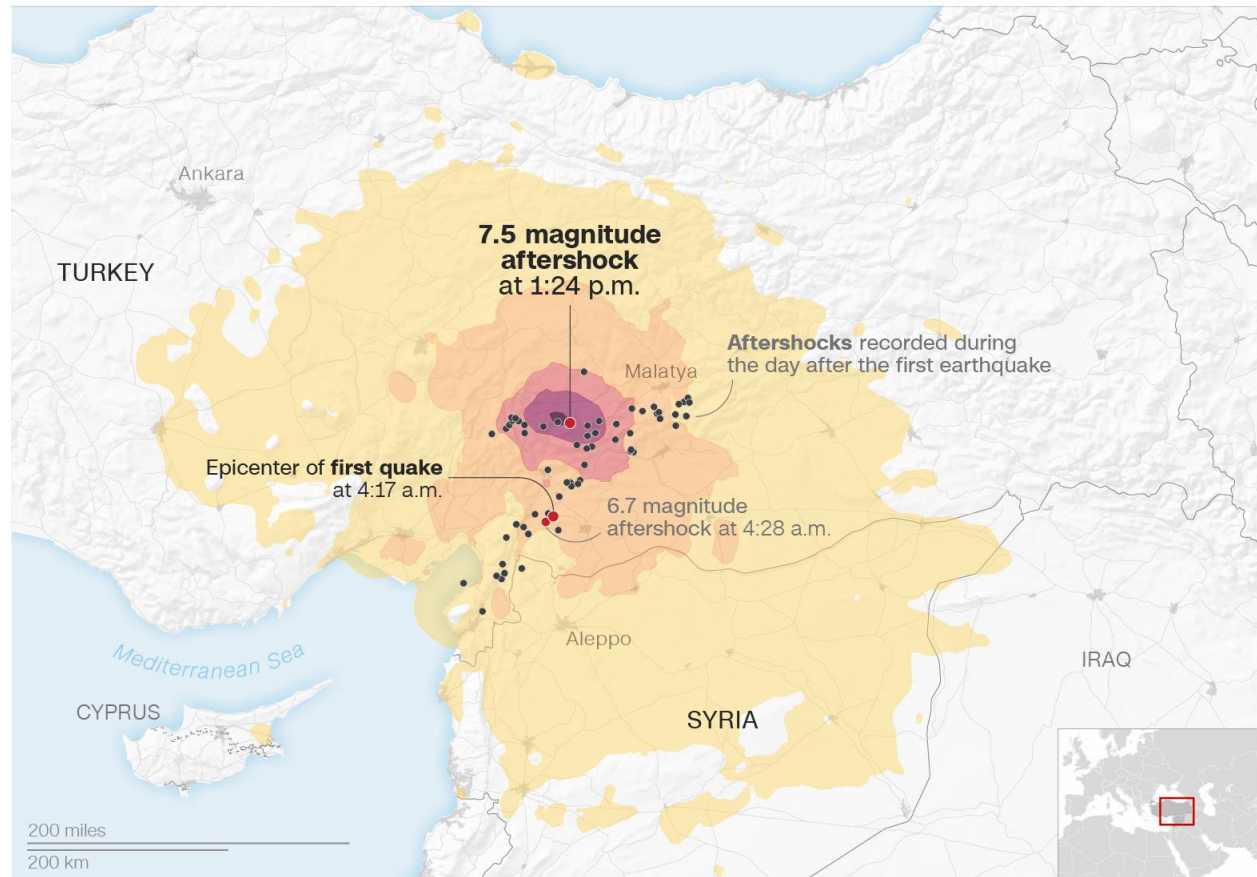 Ankara
TURKEY
7.5 magnitude
aftershock
at 1:24 p.m.
Aftershocks recorded during
the day after the first earthquake
Malatya
Epicenter of first quake
at 4:17 a.m.
6.7 magnitude
aftershock at 4:28 a.m.
Aleppo
Mediterranean Sea
IRAQ
CYPRUS
SYRIA
200 miles
200 km